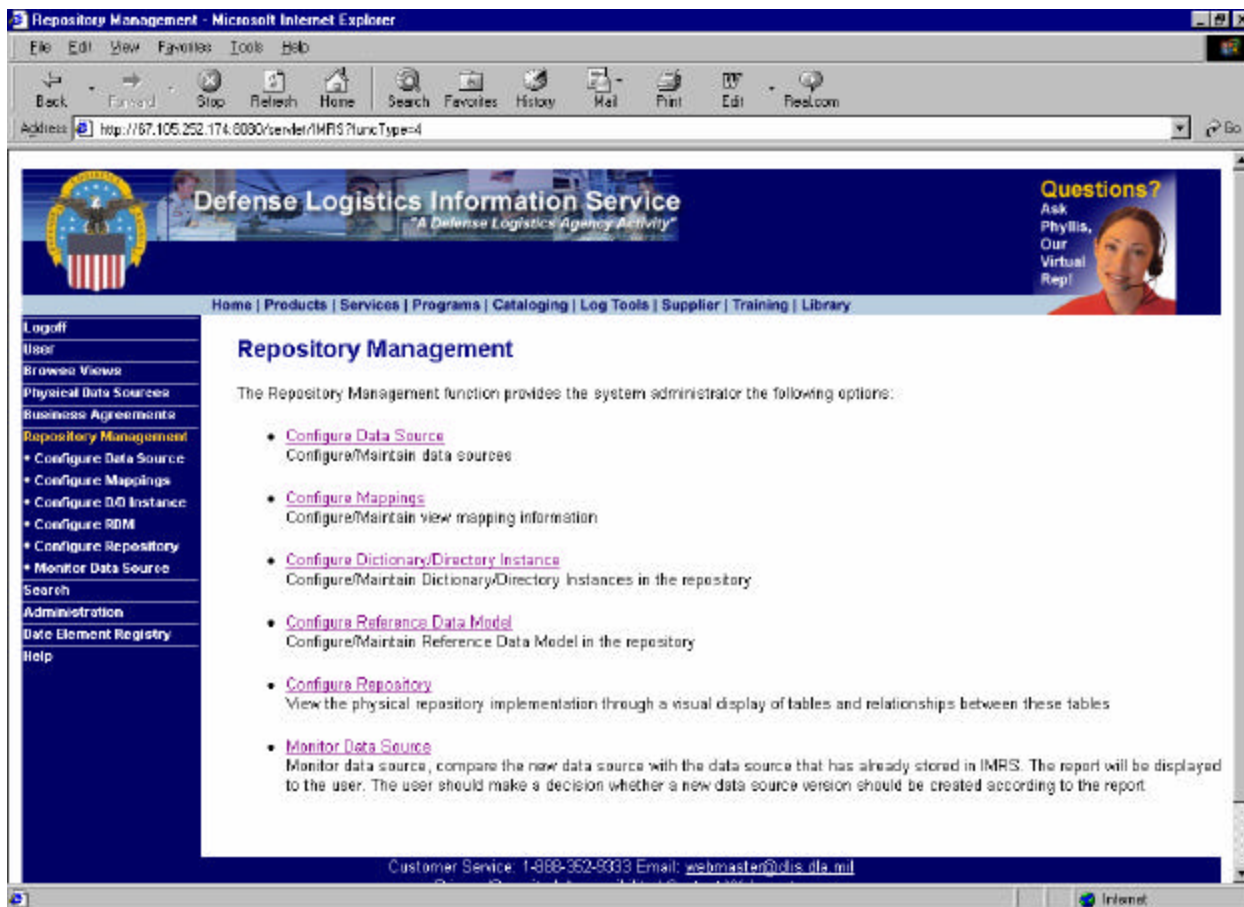 Repository Management - Microsoft Internet Explorer
File Edit View Favorites Tools Help
Back Forward Stop Refresh Home Search Favorites History Mail Print Edit Real.com
Address http://67.105.252.174:8080/servlet/IMRS?funcType=4 Go
Defense Logistics Information Service
"A Defense Logistics Agency Activity"
Questions?
Ask
Phyllis,
Our
Virtual
Rep!
Home | Products | Services | Programs | Cataloging | Log Tools | Supplier | Training | Library
Logoff
User
Browse Views
Physical Data Sources
Business Agreements
Repository Management
• Configure Data Source
• Configure Mappings
• Configure D/D Instance
• Configure RDM
• Configure Repository
• Monitor Data Source
Search
Administration
Date Element Registry
Help
Repository Management
The Repository Management function provides the system administrator the following options:
• Configure Data Source
Configure/Maintain data sources
• Configure Mappings
Configure/Maintain view mapping information
• Configure Dictionary/Directory Instance
Configure/Maintain Dictionary/Directory Instances in the repository
• Configure Reference Data Model
Configure/Maintain Reference Data Model in the repository
• Configure Repository
View the physical repository implementation through a visual display of tables and relationships between these tables
• Monitor Data Source
Monitor data source, compare the new data source with the data source that has already stored in IMRS. The report will be displayed
to the user. The user should make a decision whether a new data source version should be created according to the report
Customer Service: 1-888-352-9333 Email: webmaster@dlis.dla.mil
Internet